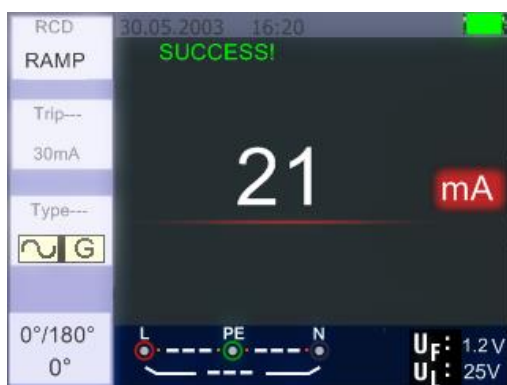 RCD
30.05.2003 16:20
RAMP
SUCCESS!
Trip---
30mA
21
mA
Type---
G
0°/180°
0°
L PE N
UF: 1.2V
UL: 25V